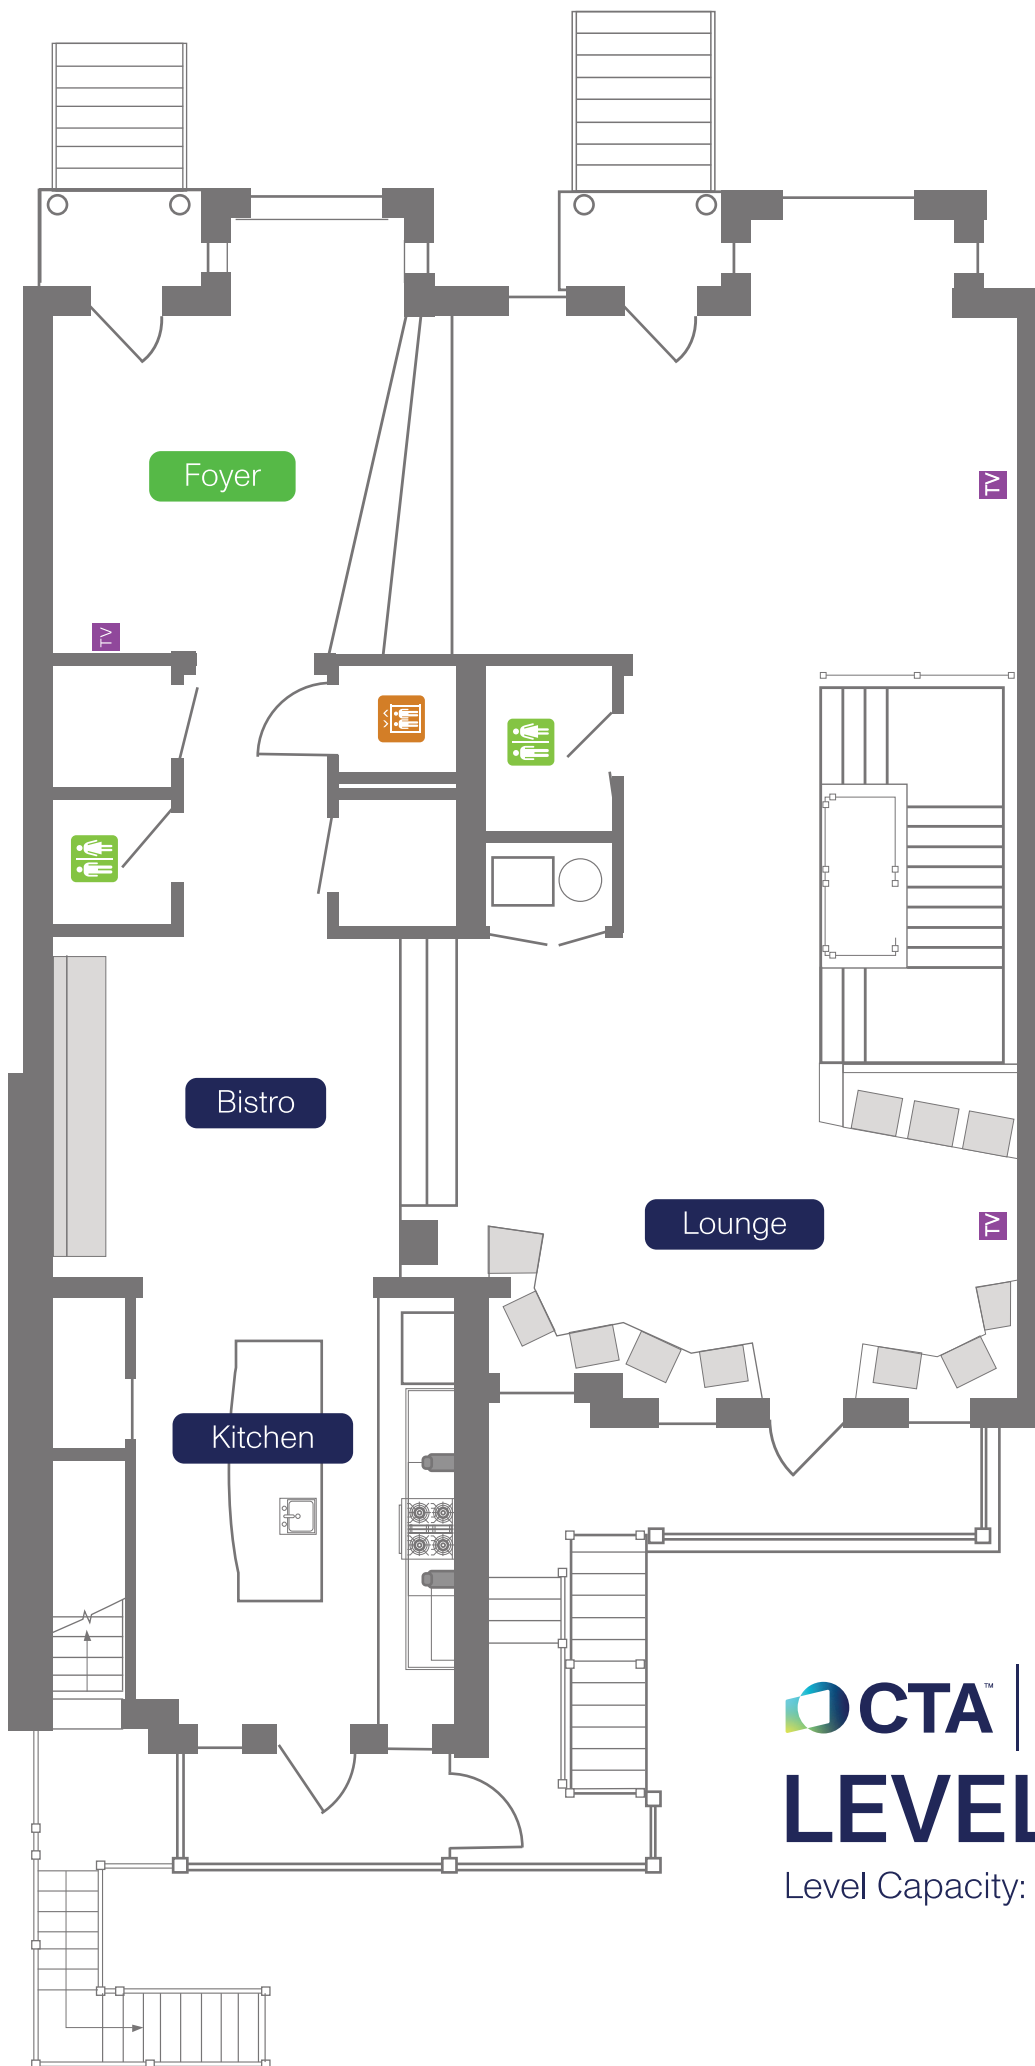 Foyer
TV
TV
Bistro
Lounge
TV
Kitchen
CTA™
LEVEL
Level Capacity: